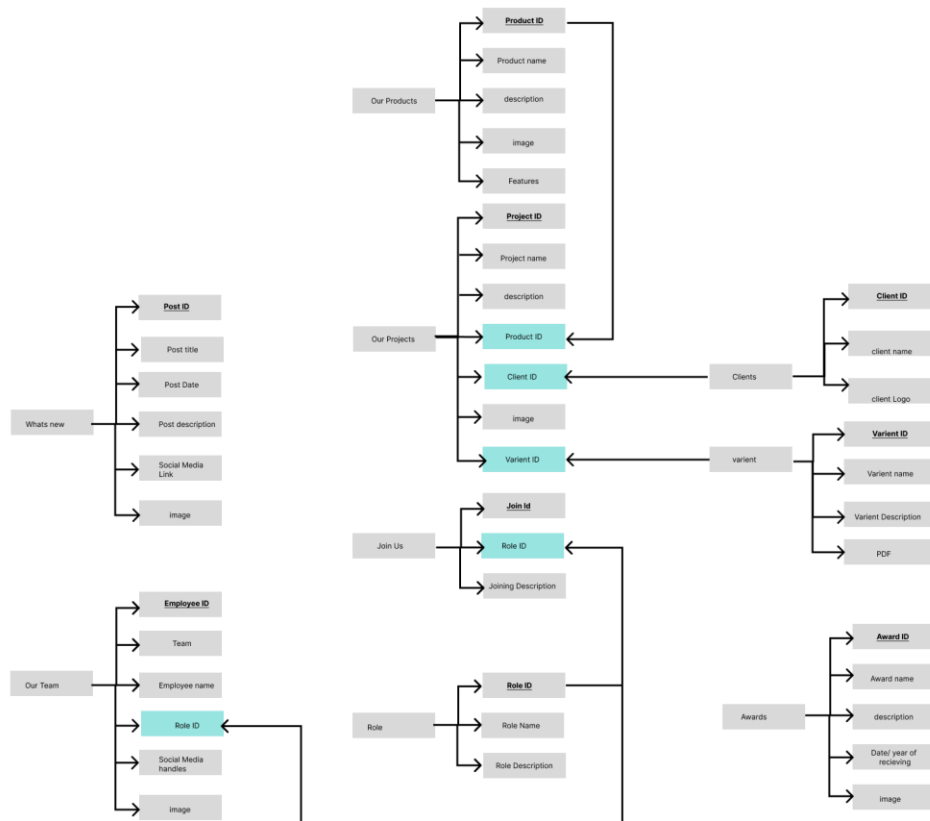 Our Products
Product ID
Product name
description
image
Features
Our Projects
Project ID
Project name
description
Product ID
Client ID
image
Varient ID
Clients
Client ID
client name
client Logo
varient
Varient ID
Varient name
Varient Description
PDF
Whats new
Post ID
Post title
Post Date
Post description
Social Media
Link
image
Join Us
Join Id
Role ID
Joining Description
Our Team
Employee ID
Team
Employee name
Role ID
Social Media
handles
image
Role
Role ID
Role Name
Role Description
Awards
Award ID
Award name
description
Date/ year of
recieving
image